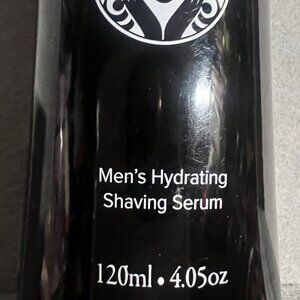 Men's Hydrating
Shaving Serum
120ml • 4.05oz